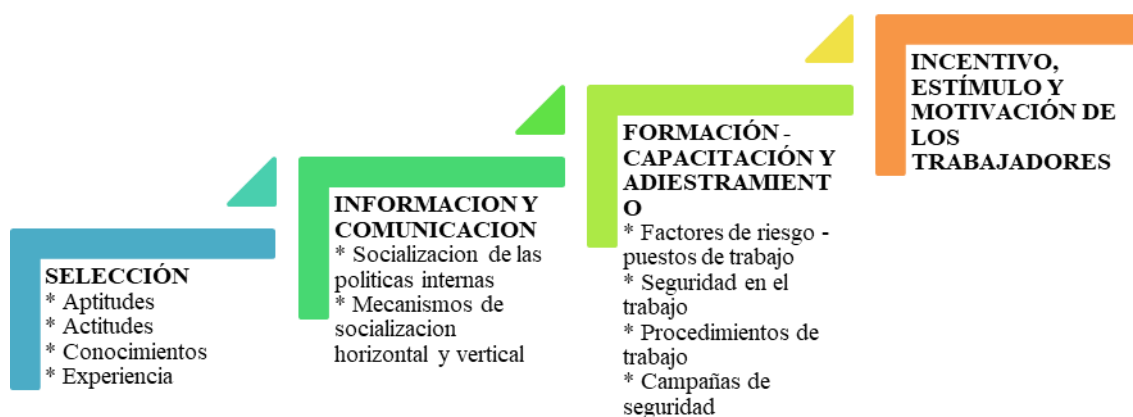 SELECCIÓN
* Aptitudes
* Actitudes
* Conocimientos
* Experiencia
INFORMACION Y
COMUNICACION
* Socializacion de las
politicas internas
* Mecanismos de
socializacion
horizontal y vertical
FORMACIÓN -
CAPACITACIÓN Y
ADIESTRAMIENT
O
* Factores de riesgo -
puestos de trabajo
* Seguridad en el
trabajo
* Procedimientos de
trabajo
* Campañas de
seguridad
INCENTIVO,
ESTÍMULO Y
MOTIVACIÓN DE
LOS
TRABAJADORES